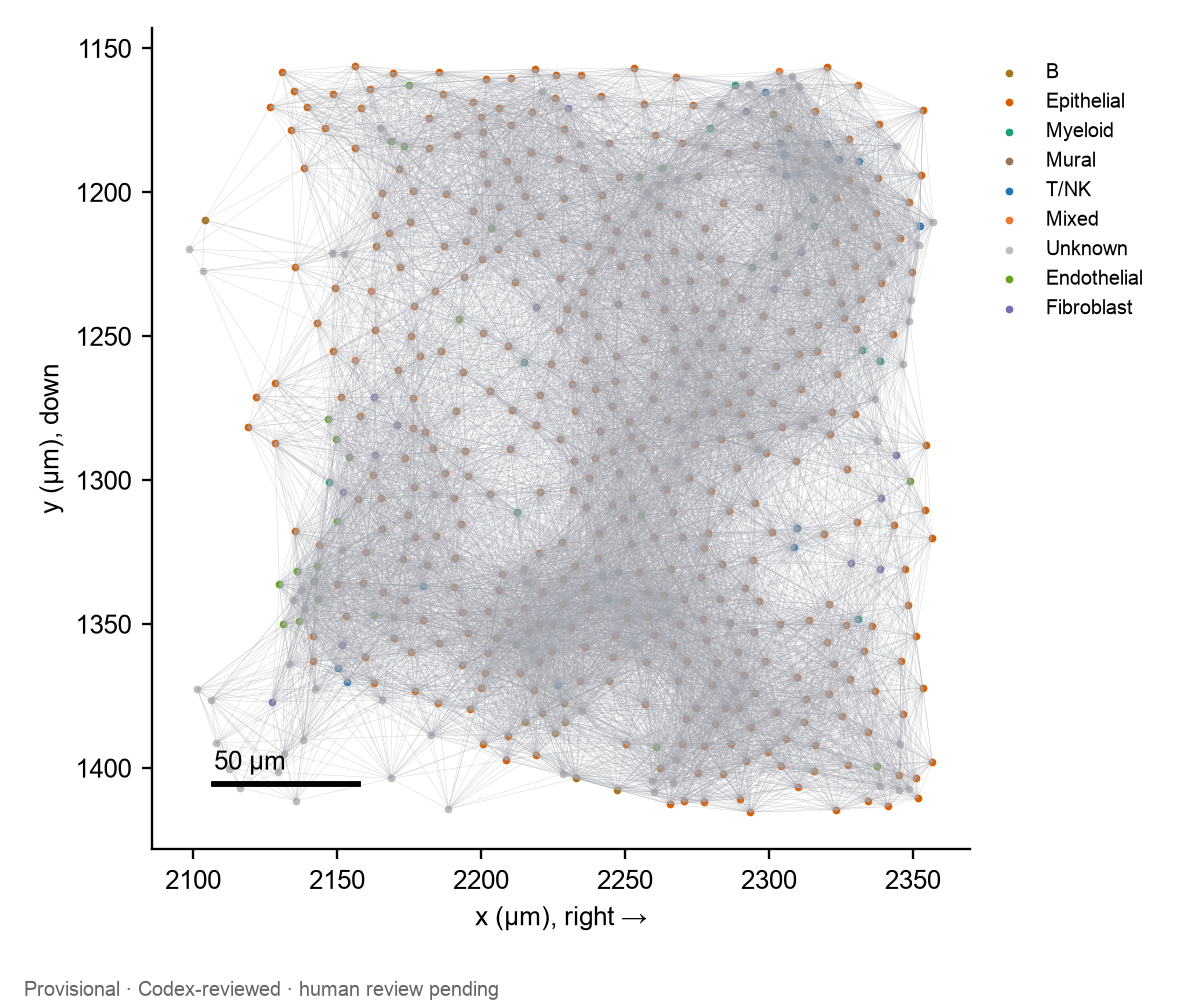 1150
1200
1250
1300
1350
1400
y (µm), down
50 µm
2100 2150 2200 2250 2300 2350
x (µm), right →
B
Epithelial
Myeloid
Mural
T/NK
Mixed
Unknown
Endothelial
Fibroblast
Provisional · Codex-reviewed · human review pending